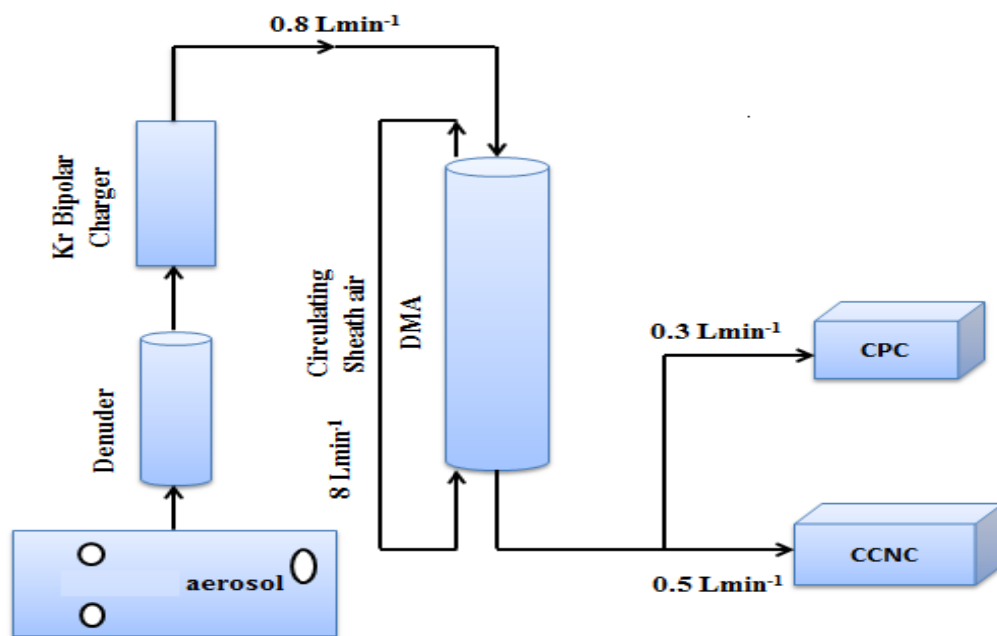 0.8 Lmin-1
Kr Bipolar
Charger
Denuder
aerosol
Circulating
Sheath air
8 Lmin-1
DMA
0.3 Lmin-1
CPC
CCNC
0.5 Lmin-1